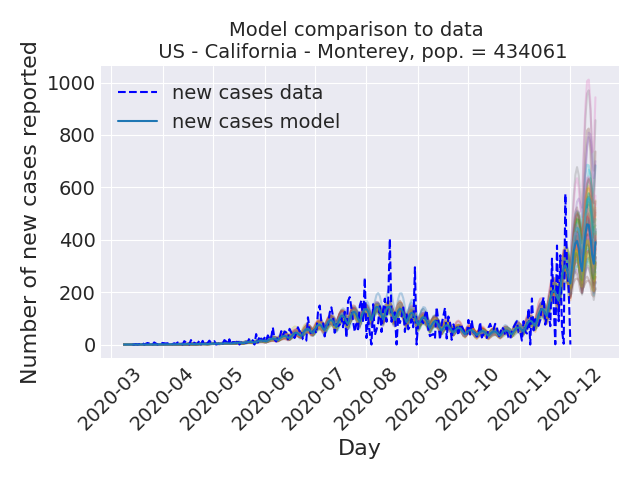 Model comparison to data
US - California - Monterey, pop. = 434061
Number of new cases reported
1000
800
600
400
200
0
new cases data
new cases model
2020-03
2020-04
2020-05
2020-06
2020-07
2020-08
2020-09
2020-10
2020-11
2020-12
Day